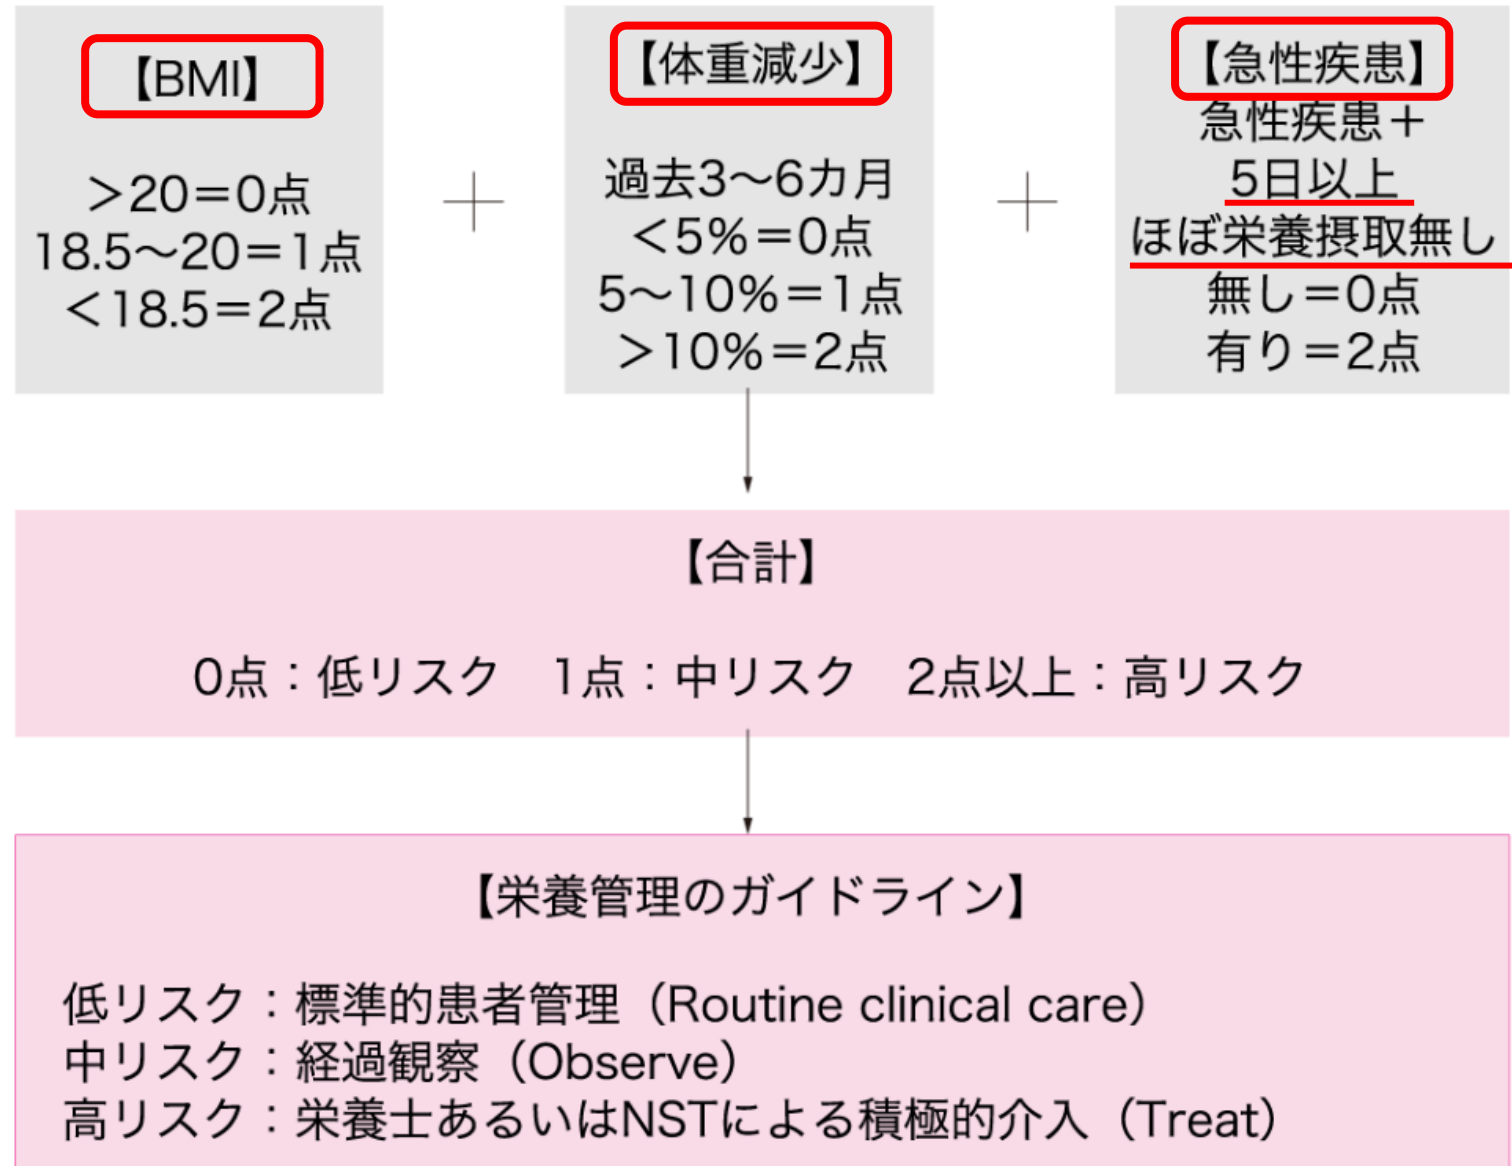 【BMI】
＞20＝0点
18.5〜20＝1点
＜18.5＝2点
＋
【体重減少】
過去3〜6カ月
＜5%＝0点
5〜10%＝1点
＞10%＝2点
＋
【急性疾患】
急性疾患＋
5日以上
ほぼ栄養摂取無し
無し＝0点
有り＝2点
【合計】
0点：低リスク　1点：中リスク　2点以上：高リスク
【栄養管理のガイドライン】
低リスク：標準的患者管理（Routine clinical care）
中リスク：経過観察（Observe）
高リスク：栄養士あるいはNSTによる積極的介入（Treat）